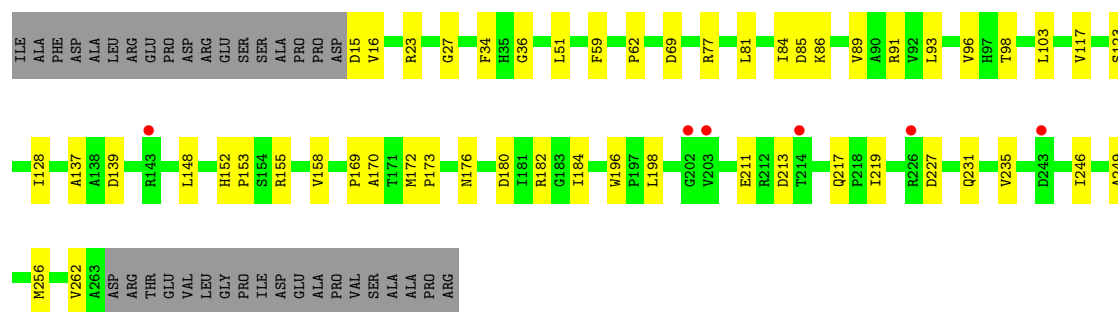 ILE ALA PHE ASP ALA LEU ARG GLU PRO ASP ARG GLU SER SER ALA PRO PRO ASP D15 V16 R23 G27 F34 H35 G36 L51 F59 P62 D69 R77 L81 I84 D85 K86 V89 A90 R91 V92 L93 V96 H97 T98 L103 V117
I128 A137 A138 D139 R143 L148 H152 P153 S154 R155 V158 P169 A170 T171 M172 P173 N176 D180 I181 R182 G183 I184 W196 P197 L198 G202 V203 E211 R212 D213 T214 Q217 P218 I219 R226 D227 Q231 V235 D243 I246
M256 V262 A263 ASP ARG THR GLU VAL LEU GLY PRO ILE ASP GLU ALA PRO VAL SER ALA ALA PRO ARG